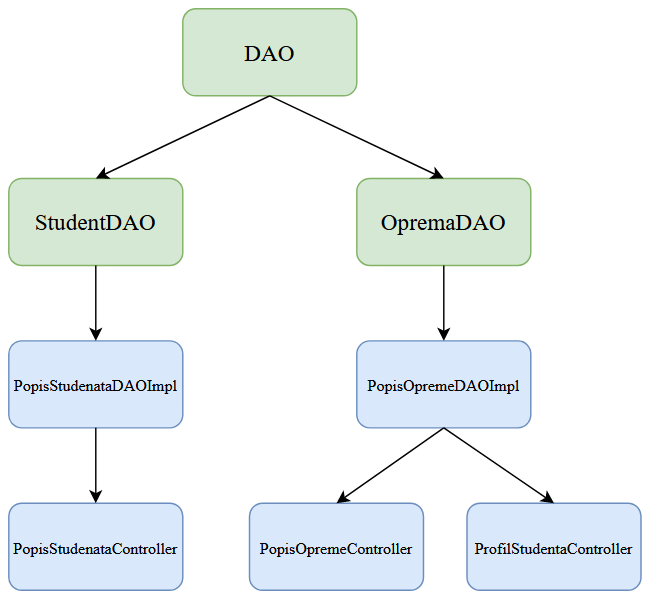 DAO
StudentDAO
OpremaDAO
PopisStudenataDAOImpl
PopisOpremeDAOImpl
PopisStudenataController
PopisOpremeController
ProfilStudentaController